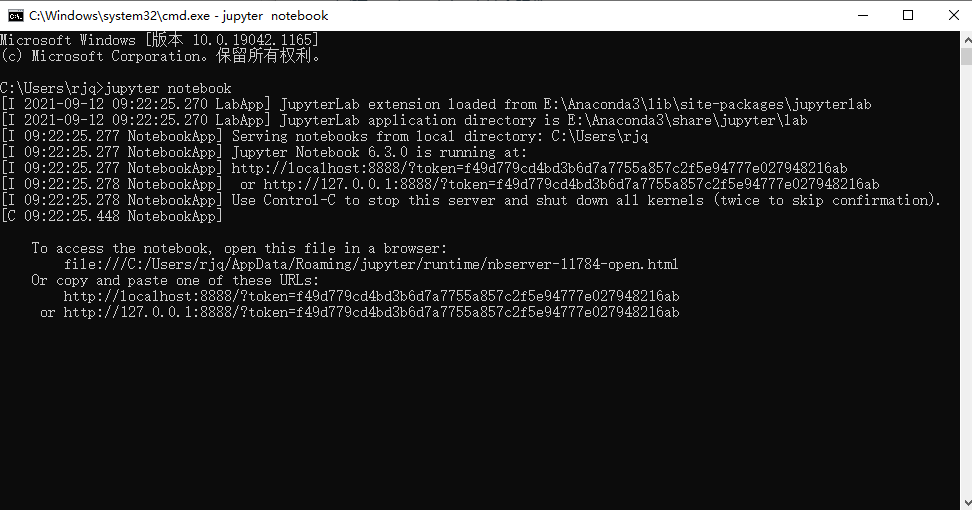 C:\Windows\system32\cmd.exe - jupyter  notebook
Microsoft Windows [版本 10.0.19042.1165]
(c) Microsoft Corporation。保留所有权利。
C:\Users\rjq>jupyter notebook
[I 2021-09-12 09:22:25.270 LabApp] JupyterLab extension loaded from E:\Anaconda3\lib\site-packages\jupyterlab
[I 2021-09-12 09:22:25.270 LabApp] JupyterLab application directory is E:\Anaconda3\share\jupyter\lab
[I 09:22:25.277 NotebookApp] Serving notebooks from local directory: C:\Users\rjq
[I 09:22:25.277 NotebookApp] Jupyter Notebook 6.3.0 is running at:
[I 09:22:25.277 NotebookApp] http://localhost:8888/?token=f49d779cd4bd3b6d7a7755a857c2f5e94777e027948216ab
[I 09:22:25.278 NotebookApp]  or http://127.0.0.1:8888/?token=f49d779cd4bd3b6d7a7755a857c2f5e94777e027948216ab
[I 09:22:25.278 NotebookApp] Use Control-C to stop this server and shut down all kernels (twice to skip confirmation).
[C 09:22:25.448 NotebookApp]
To access the notebook, open this file in a browser:
file:///C:/Users/rjq/AppData/Roaming/jupyter/runtime/nbserver-11784-open.html
Or copy and paste one of these URLs:
http://localhost:8888/?token=f49d779cd4bd3b6d7a7755a857c2f5e94777e027948216ab
or http://127.0.0.1:8888/?token=f49d779cd4bd3b6d7a7755a857c2f5e94777e027948216ab